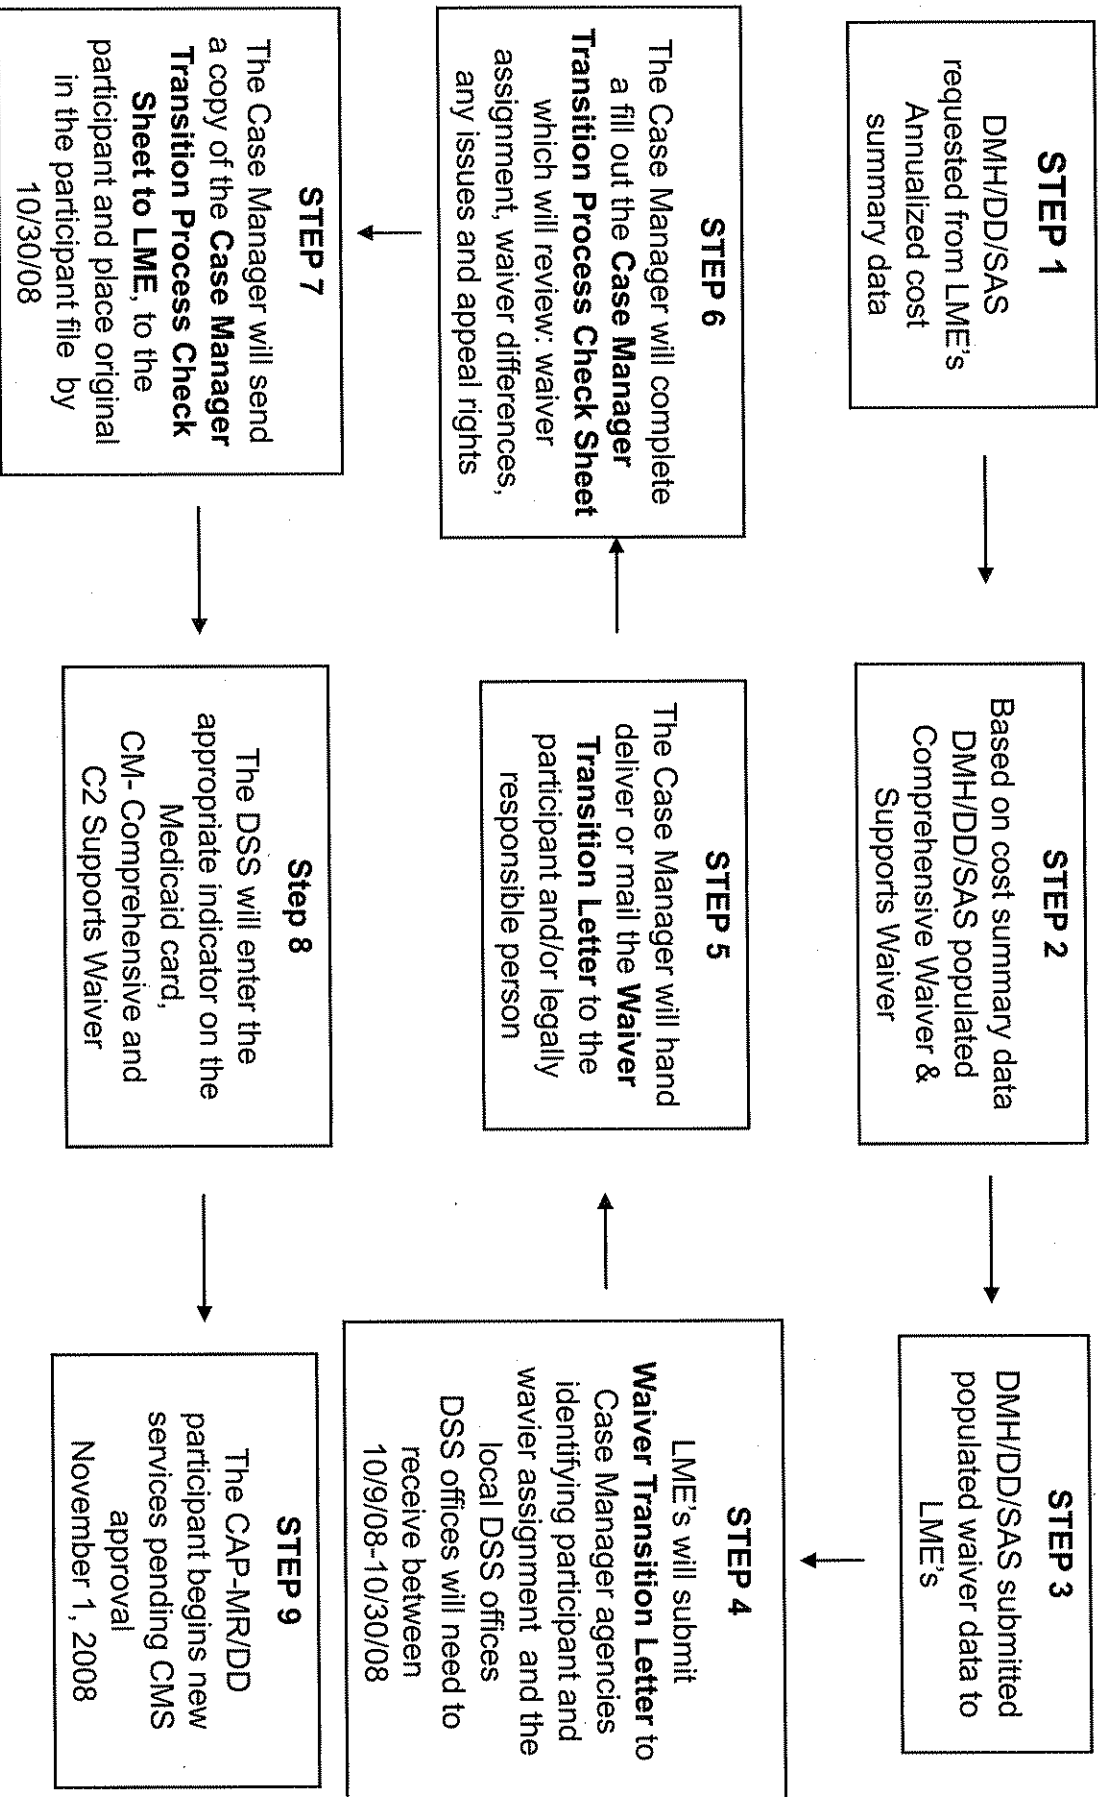 STEP 1
DMH/DD/SAS
requested from LME's
Annualized cost
summary data
STEP 2
Based on cost summary data
DMH/DD/SAS populated
Comprehensive Waiver &
Supports Waiver
STEP 3
DMH/DD/SAS submitted
populated waiver data to
LME's
STEP 4
LME's will submit
Waiver Transition Letter to
Case Manager agencies
identifying participant and
wavier assignment and the
local DSS offices
DSS offices will need to
receive between
10/9/08-10/30/08
STEP 5
The Case Manager will hand
deliver or mail the Waiver
Transition Letter to the
participant and/or legally
responsible person
STEP 6
The Case Manager will complete
a fill out the Case Manager
Transition Process Check Sheet
which will review: waiver
assignment, waiver differences,
any issues and appeal rights
STEP 7
The Case Manager will send
a copy of the Case Manager
Transition Process Check
Sheet to LME, to the
participant and place original
in the participant file by
10/30/08
Step 8
The DSS will enter the
appropriate indicator on the
Medicaid card,
CM- Comprehensive and
C2 Supports Waiver
STEP 9
The CAP-MR/DD
participant begins new
services pending CMS
approval
November 1, 2008